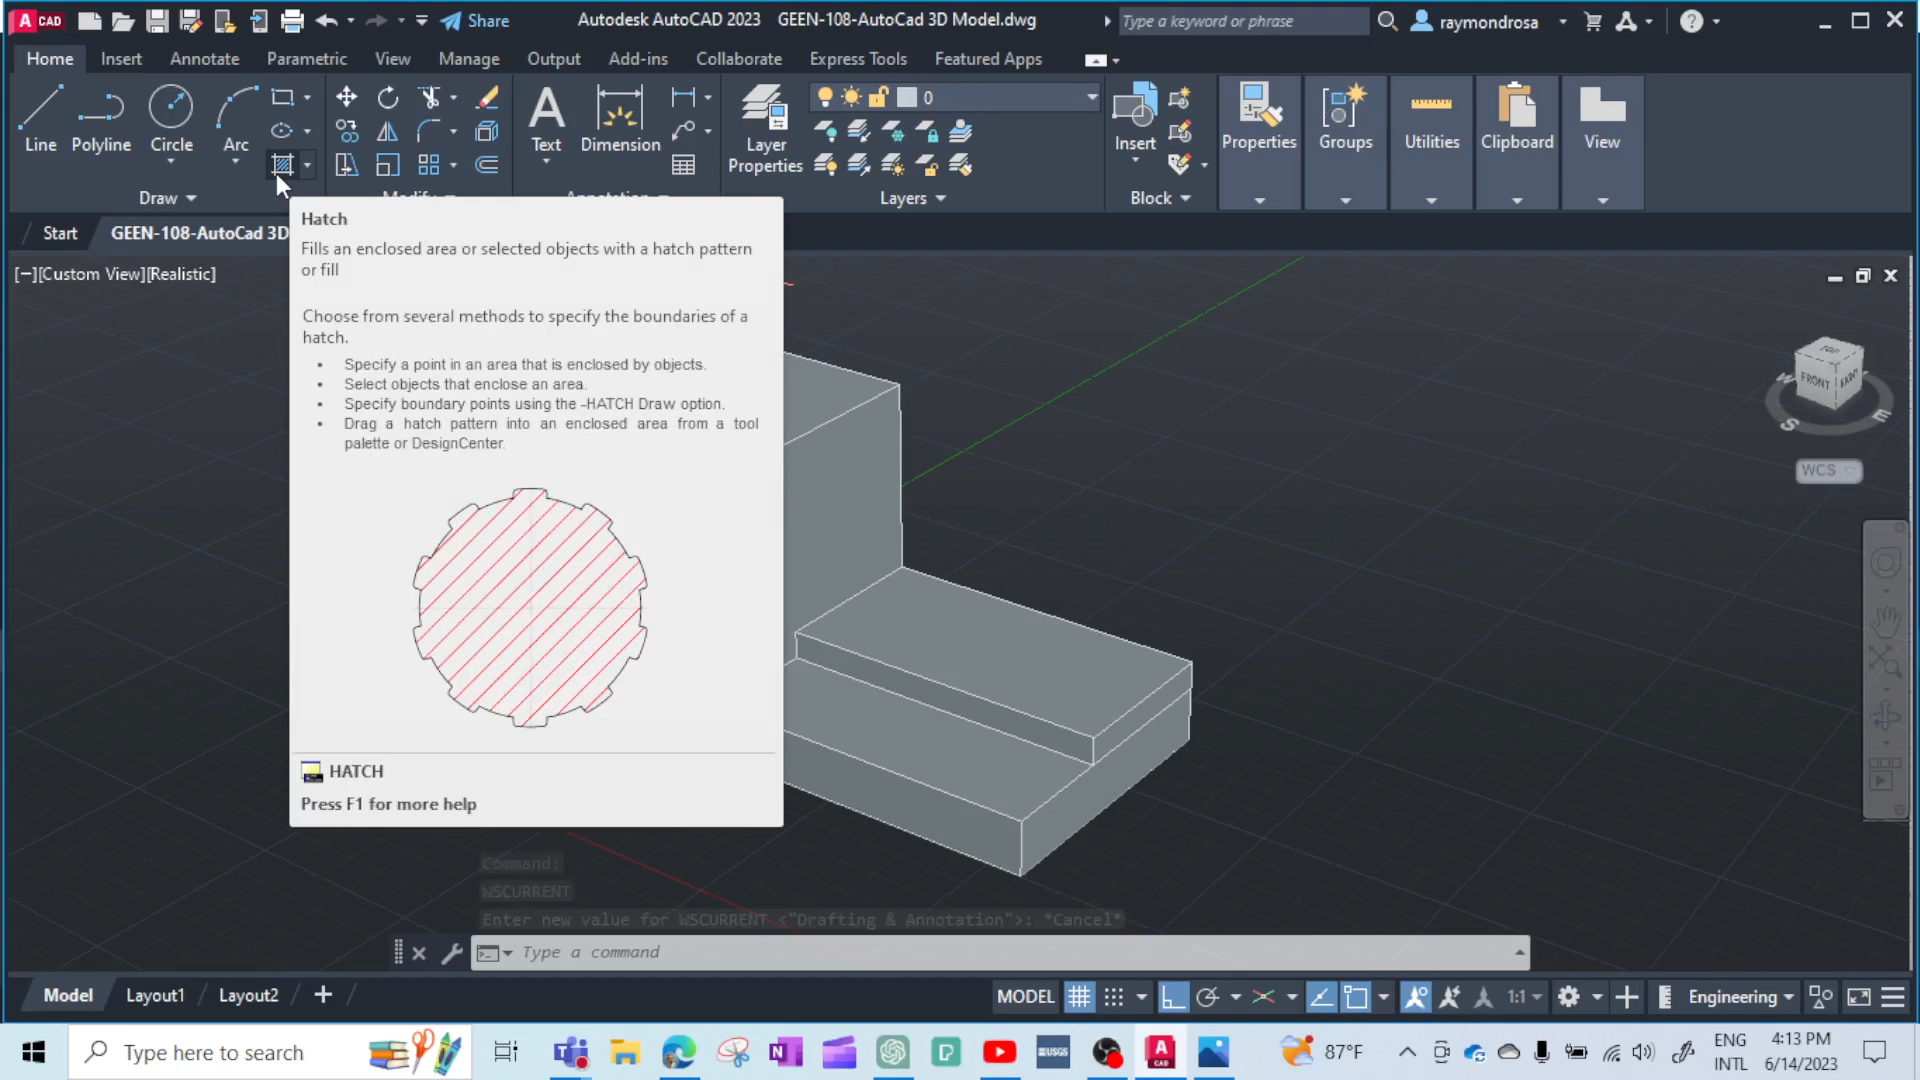 CAD
Share
Autodesk AutoCAD 2023 GEEN-108-AutoCad 3D Model.dwg
Type a keyword or phrase
raymondrosa
Home Insert Annotate Parametric View Manage Output Add-ins Collaborate Express Tools Featured Apps
0
Line Polyline Circle Arc
Text Dimension
Layer
Properties
Insert
Properties Groups Utilities Clipboard View
Draw
Layers
Block
Start
GEEN-108-AutoCad 3D
[−][Custom View][Realistic]
Hatch
Fills an enclosed area or selected objects with a hatch pattern
or fill
Choose from several methods to specify the boundaries of a
hatch.
• Specify a point in an area that is enclosed by objects.
• Select objects that enclose an area.
• Specify boundary points using the -HATCH Draw option.
• Drag a hatch pattern into an enclosed area from a tool
palette or DesignCenter.
HATCH
Press F1 for more help
FRONT RIGHT
W S E
WCS
Command:
WSCURRENT
Enter new value for WSCURRENT <"Drafting & Annotation">: *Cancel*
Type a command
Model Layout1 Layout2
MODEL
1:1
Engineering
Type here to search
USGS
A
CAD
87°F
ENG
INTL
4:13 PM
6/14/2023